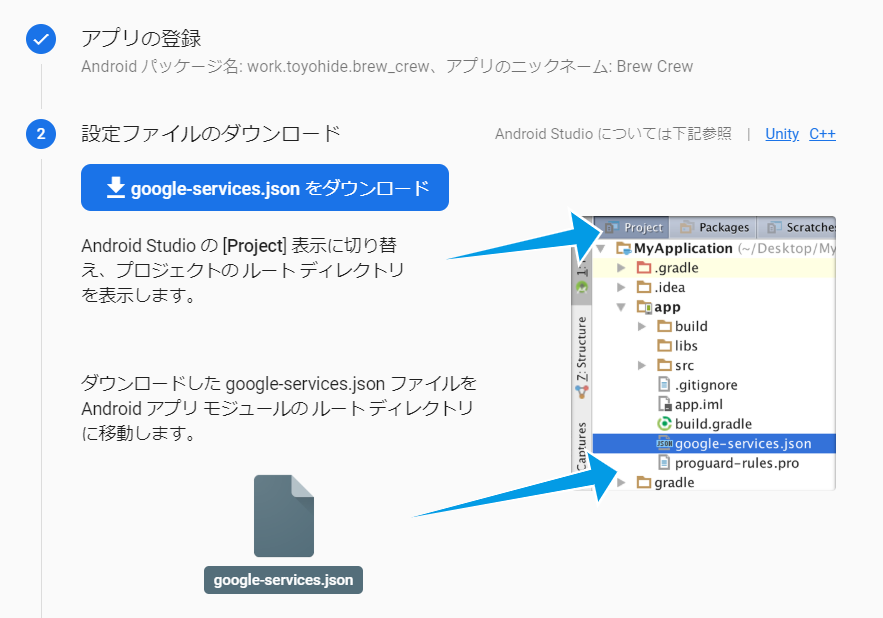 アプリの登録
Android パッケージ名: work.toyohide.brew_crew、アプリのニックネーム: Brew Crew
2
設定ファイルのダウンロード
Android Studio については下記参照 | Unity C++
google-services.json をダウンロード
Android Studio の [Project] 表示に切り替
え、プロジェクトの ルート ディレクトリ
を表示します。
ダウンロードした google-services.json ファイルを
Android アプリ モジュールの ルート ディレクトリ
に移動します。
google-services.json
Project Packages Scratches
MyApplication (~/Desktop/My
.gradle
.idea
app
build
libs
src
.gitignore
app.iml
build.gradle
google-services.json
proguard-rules.pro
gradle
1:
Z: Structure
Captures